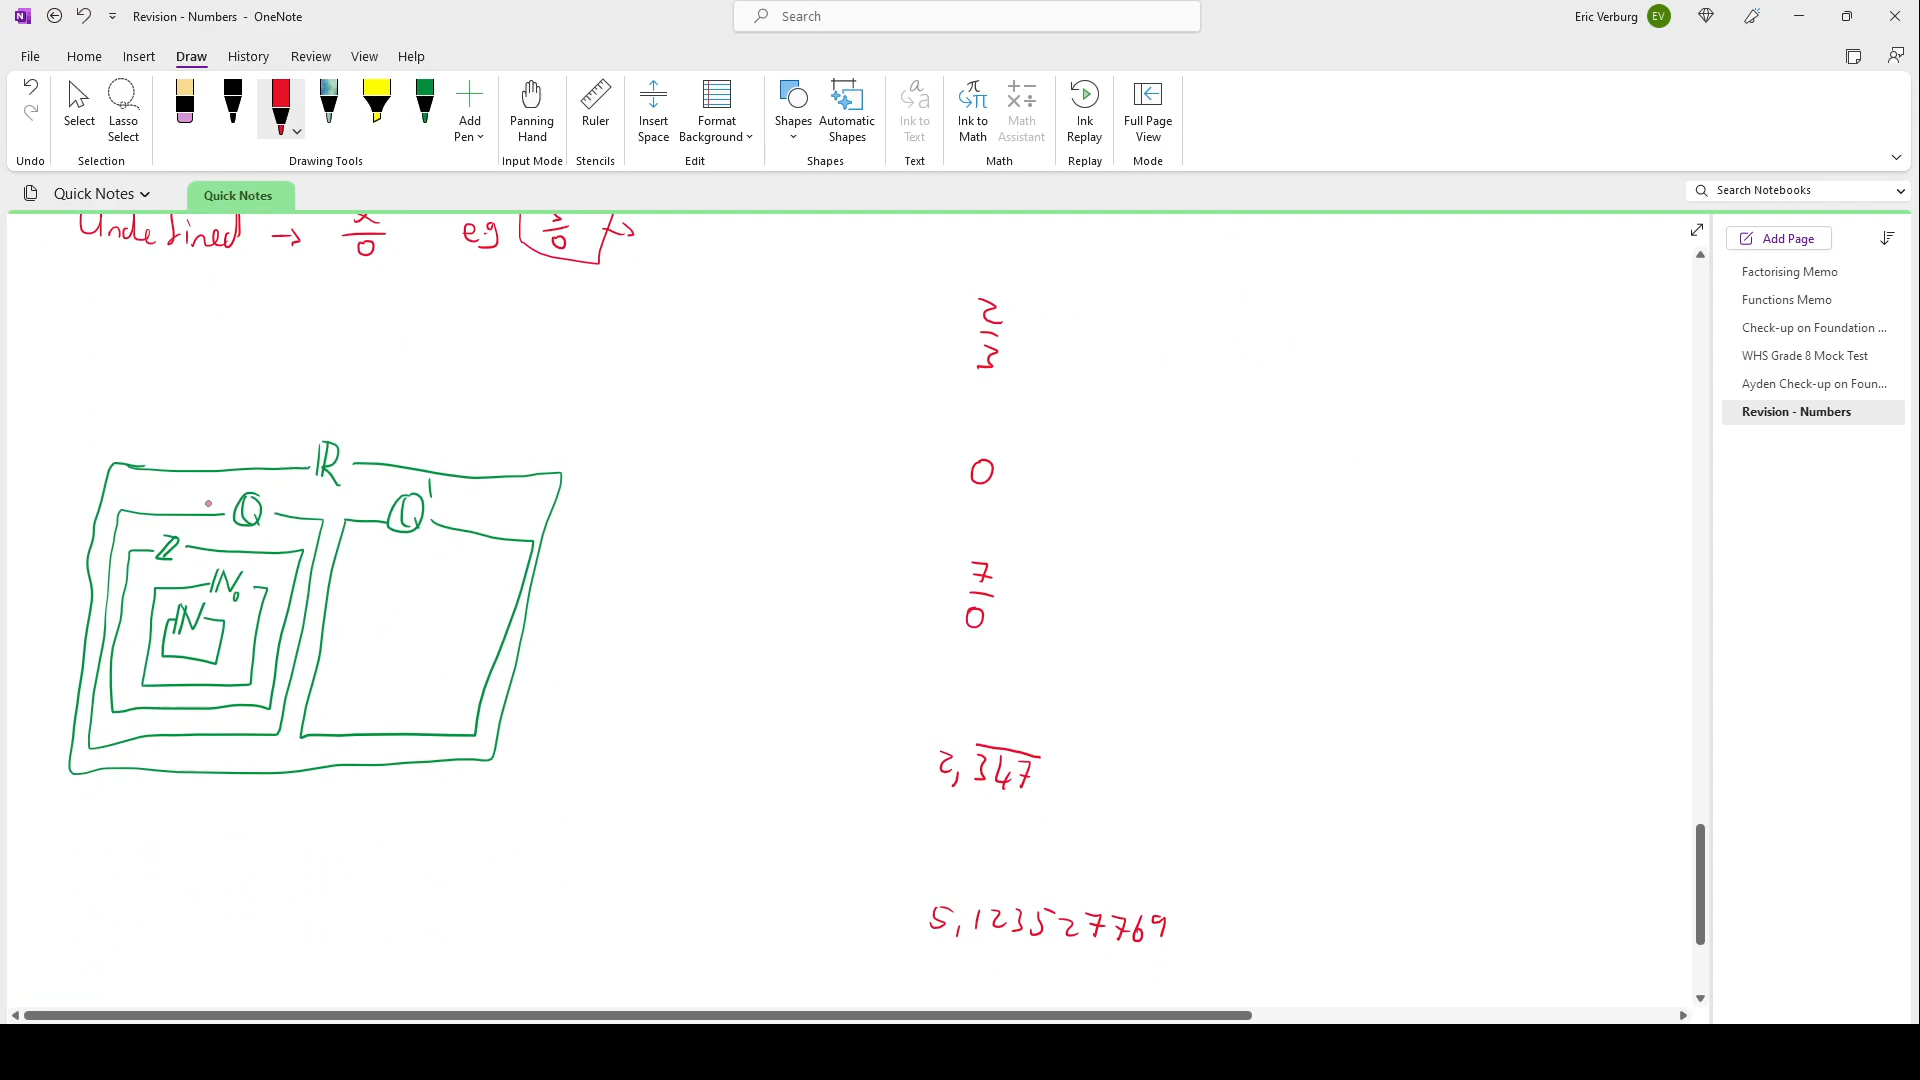 Revision - Numbers - OneNote
Search
Eric Verburg
EV
File Home Insert Draw History Review View Help
Undo
Select
Lasso Select
Selection
Add Pen
Drawing Tools
Panning Hand
Input Mode
Ruler
Stencils
Insert Space
Format Background
Edit
Shapes
Automatic Shapes
Shapes
Ink to Text
Text
Ink to Math
Math Assistant
Math
Ink Replay
Replay
Full Page View
Mode
Quick Notes
Quick Notes
Search Notebooks
Add Page
Factorising Memo
Functions Memo
Check-up on Foundation ...
WHS Grade 8 Mock Test
Ayden Check-up on Foun...
Revision - Numbers
Undefined → x/0 eg 3/0 →
2/3
ℝ
0
ℚ ℚ'
ℤ
ℕ₀
ℕ
7/0
2,3̅4̅7̅
5,123527769